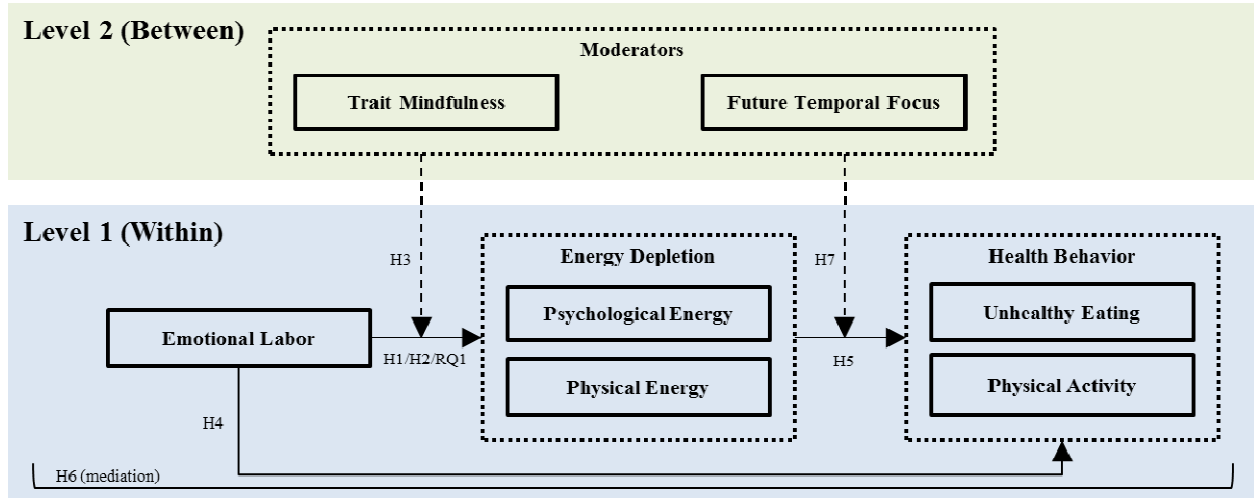 Level 2 (Between)
Moderators
Trait Mindfulness
Future Temporal Focus
Level 1 (Within)
H3
Energy Depletion
H7
Health Behavior
Psychological Energy
Unhealthy Eating
Emotional Labor
H1/H2/RQ1
H5
Physical Energy
Physical Activity
H4
H6 (mediation)